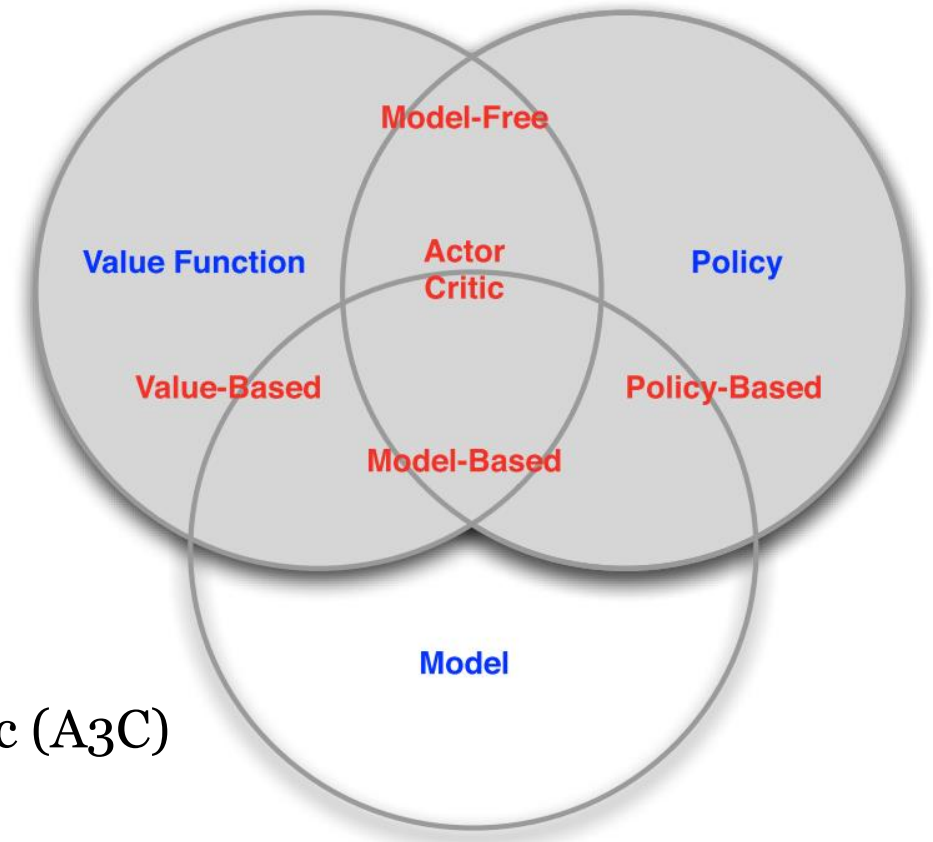 Model-Free
Actor
Critic
Value Function
Policy
Value-Based
Policy-Based
Model-Based
Model
c (A3C)